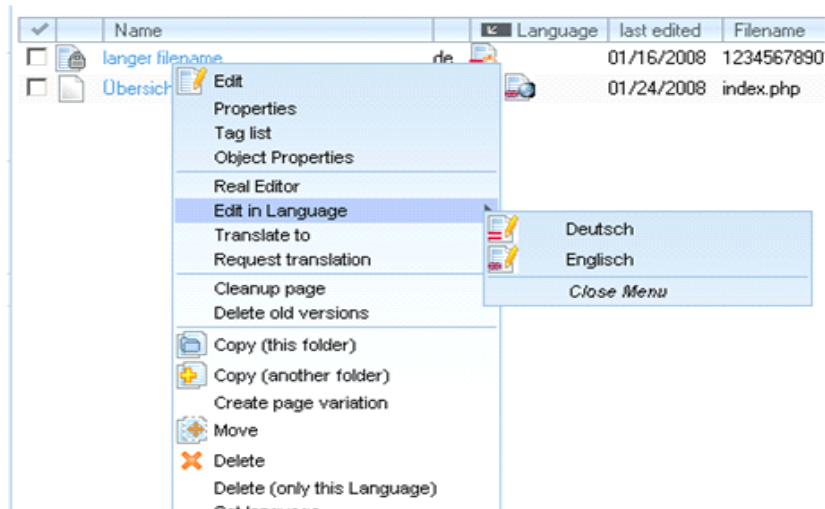 Name Language last edited Filename
langer filename de 01/16/2008 1234567890
Übersich 01/24/2008 index.php
Edit
Properties
Tag list
Object Properties
Real Editor
Edit in Language
Deutsch
Translate to
Request translation
Englisch
Close Menu
Cleanup page
Delete old versions
Copy (this folder)
Copy (another folder)
Create page variation
Move
Delete
Delete (only this Language)